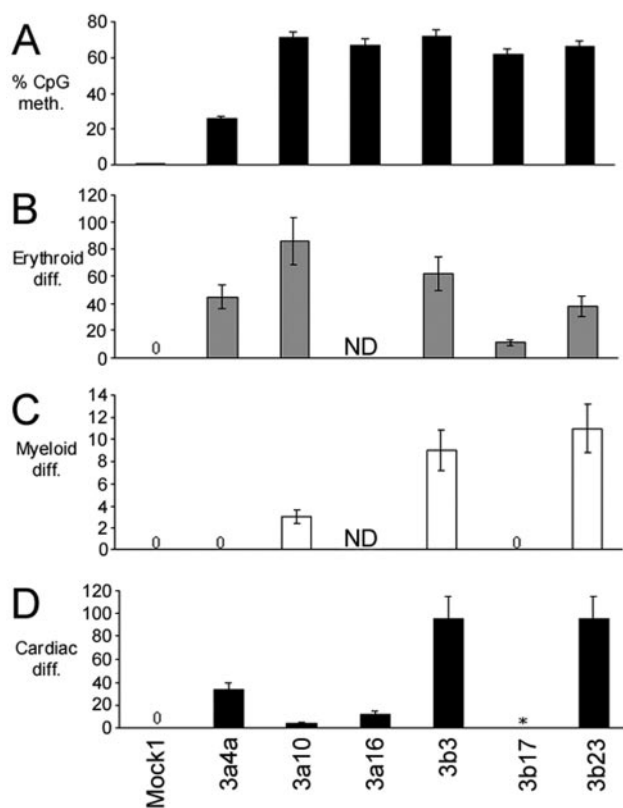 A
% CpG
meth.
80
60
40
20
0
B
Erythroid
diff.
120
100
80
60
40
20
0
0
ND
C
Myeloid
diff.
14
12
10
8
6
4
2
0
0
0
ND
0
D
Cardiac
diff.
120
100
80
60
40
20
0
0
*
Mock1
3a4a
3a10
3a16
3b3
3b17
3b23